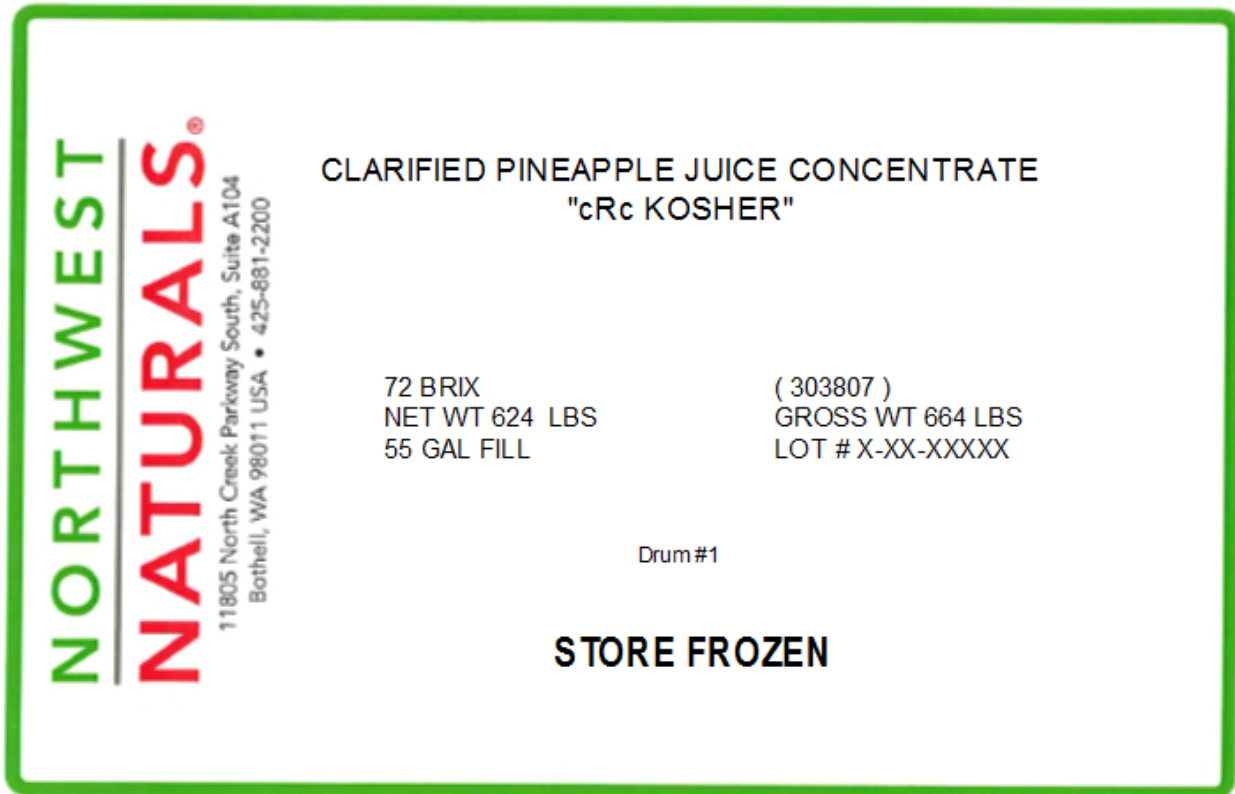 NORTHWEST
NATURALS®
11805 North Creek Parkway South, Suite A104
Bothell, WA 98011 USA • 425-881-2200
CLARIFIED PINEAPPLE JUICE CONCENTRATE
"cRc KOSHER"
72 BRIX ( 303807 )
NET WT 624 LBS GROSS WT 664 LBS
55 GAL FILL LOT # X-XX-XXXXX
Drum #1
STORE FROZEN